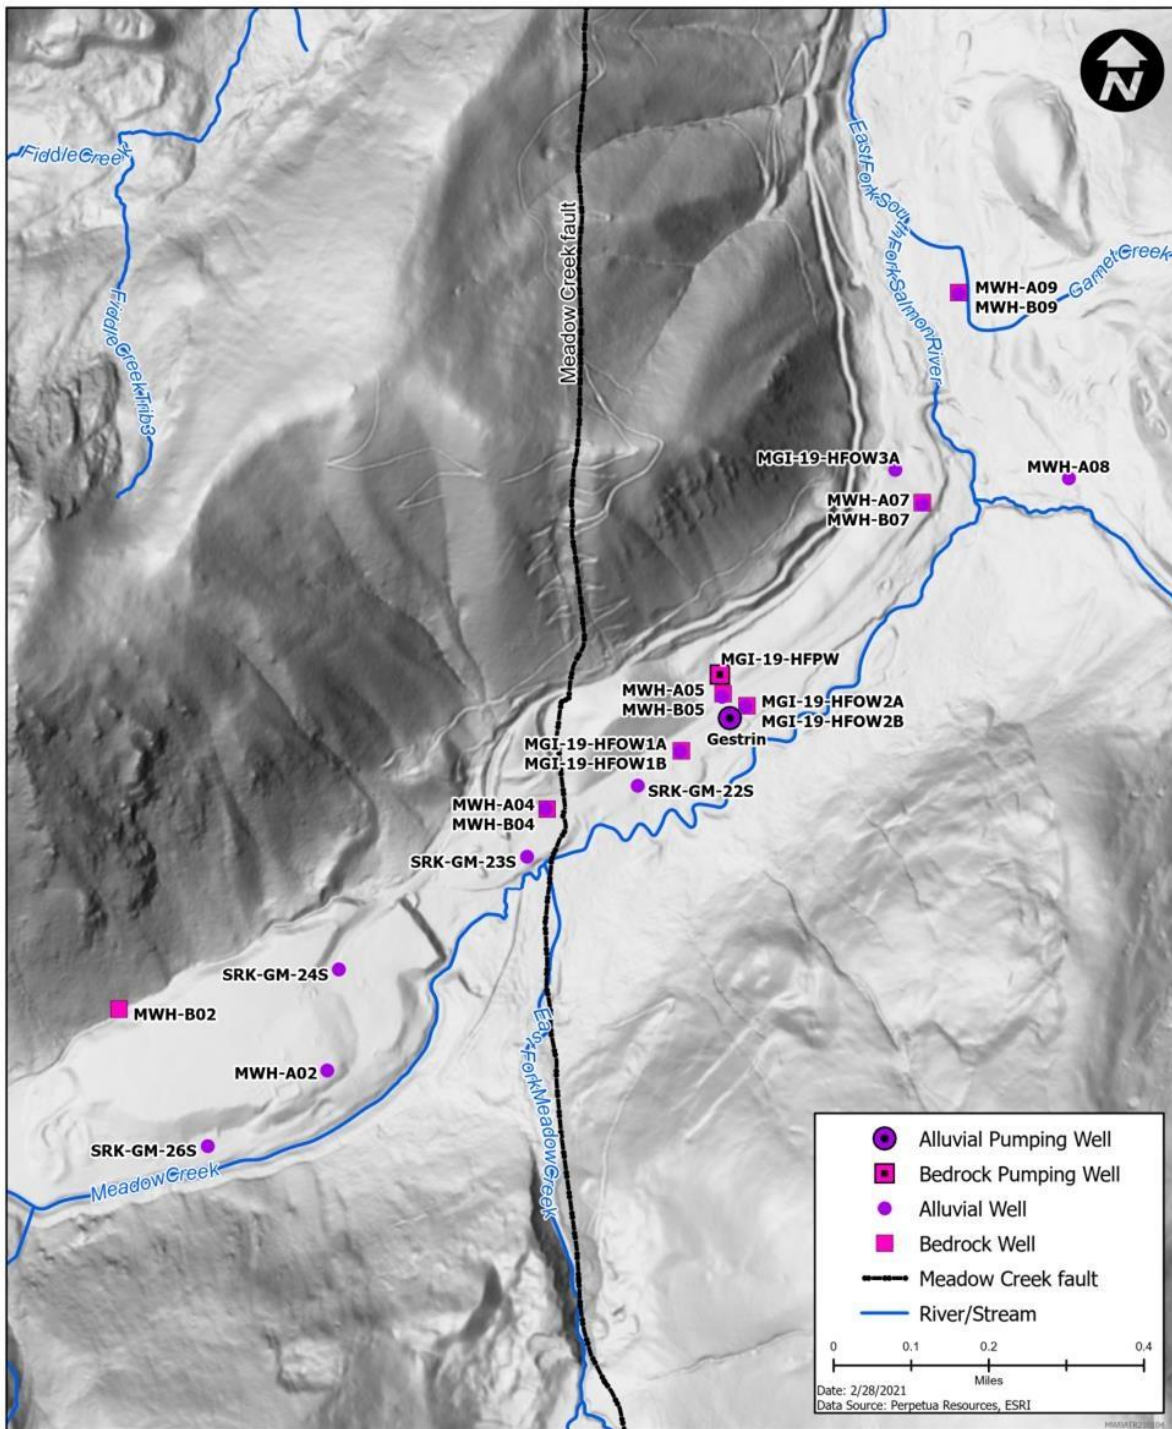 N
Fiddle Creek
Fiddle Creek Trib3
Meadow Creek fault
East Fork South Fork Salmon River
Garnet Creek
MWH-A09
MWH-B09
MGI-19-HFOW3A
MWH-A08
MWH-A07
MWH-B07
MGI-19-HFPW
MWH-A05
MWH-B05
MGI-19-HFOW2A
MGI-19-HFOW2B
Gestrin
MGI-19-HFOW1A
MGI-19-HFOW1B
SRK-GM-22S
MWH-A04
MWH-B04
SRK-GM-23S
SRK-GM-24S
MWH-B02
MWH-A02
SRK-GM-26S
Meadow Creek
East Fork Meadow Creek
Alluvial Pumping Well
Bedrock Pumping Well
Alluvial Well
Bedrock Well
Meadow Creek fault
River/Stream
0 0.1 0.2 0.4
Miles
Date: 2/28/2021
Data Source: Perpetua Resources, ESRI